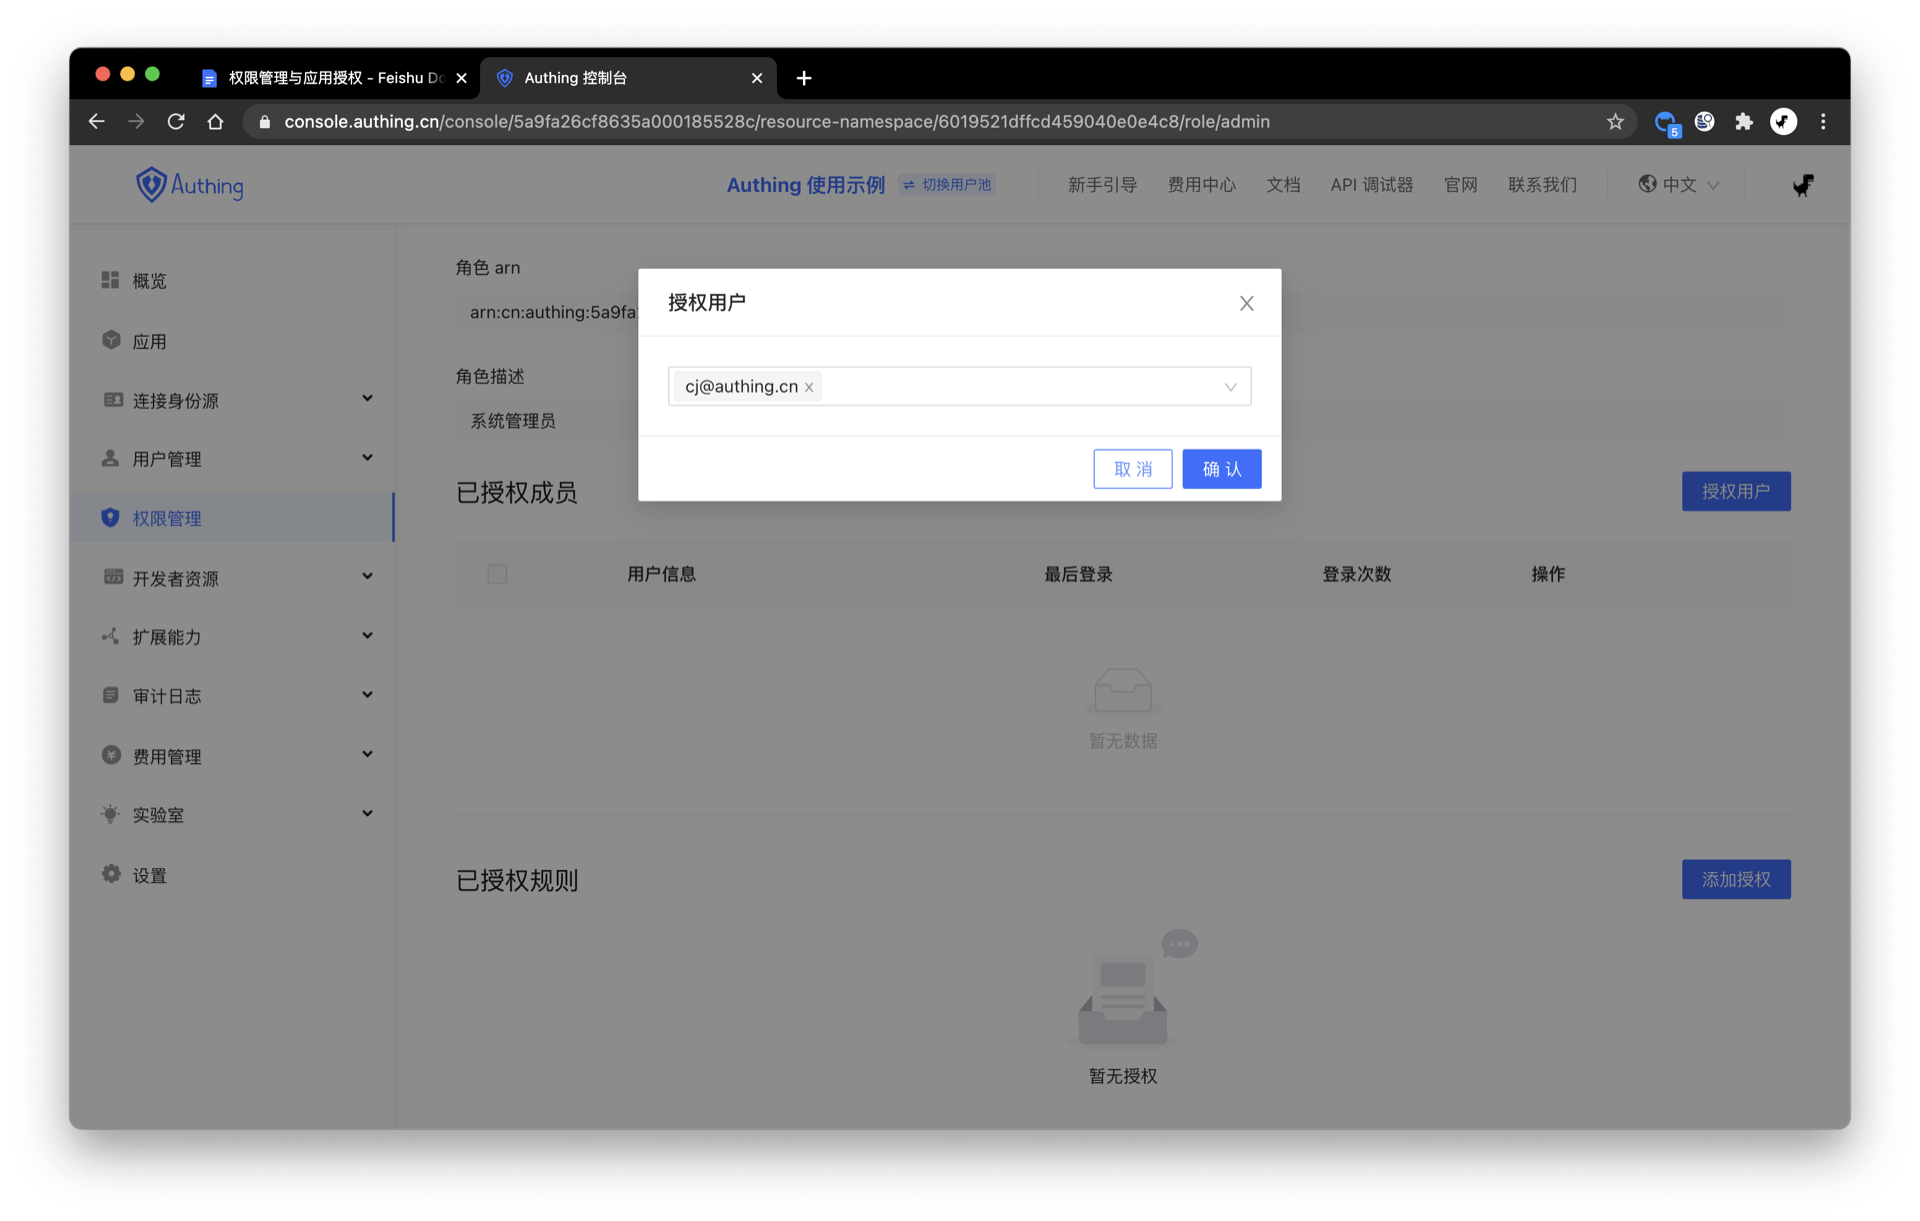 权限管理与应用授权 - Feishu Do
Authing 控制台
console.authing.cn/console/5a9fa26cf8635a000185528c/resource-namespace/6019521dffcd459040e0e4c8/role/admin
5
Authing
Authing 使用示例
切换用户池
新手引导
费用中心
文档
API 调试器
官网
联系我们
中文
概览
应用
连接身份源
用户管理
权限管理
开发者资源
扩展能力
审计日志
费用管理
实验室
设置
角色 arn
arn:cn:authing:5a9fa
角色描述
系统管理员
授权用户
cj@authing.cn
取 消
确 认
已授权成员
授权用户
用户信息
最后登录
登录次数
操作
暂无数据
已授权规则
添加授权
暂无授权